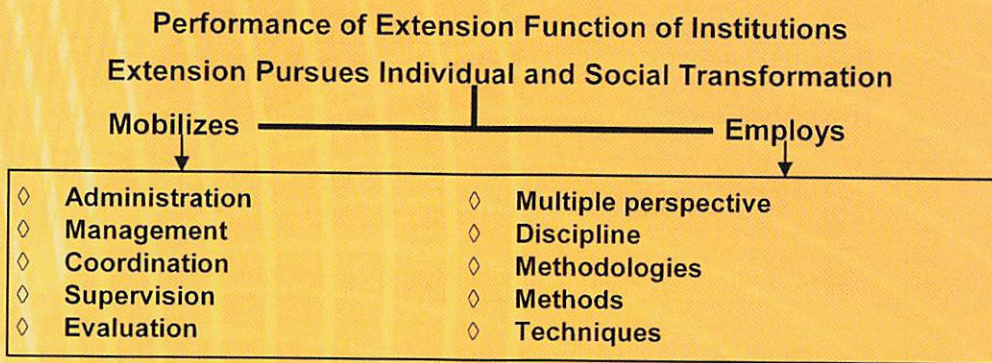 Performance of Extension Function of Institutions
Extension Pursues Individual and Social Transformation
Mobilizes
Employs
◊ Administration
◊ Management
◊ Coordination
◊ Supervision
◊ Evaluation
◊ Multiple perspective
◊ Discipline
◊ Methodologies
◊ Methods
◊ Techniques